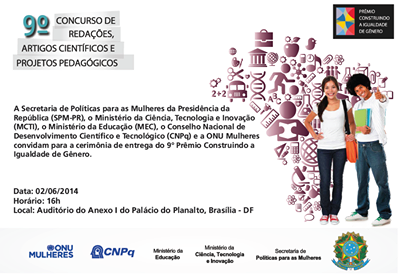 9º CONCURSO DE
REDAÇÕES,
ARTIGOS CIENTÍFICOS E
PROJETOS PEDAGÓGICOS
PRÊMIO
CONSTRUINDO
A IGUALDADE
DE GÊNERO
A Secretaria de Políticas para as Mulheres da Presidência da
República (SPM-PR), o Ministério da Ciência, Tecnologia e Inovação
(MCTI), o Ministério da Educação (MEC), o Conselho Nacional de
Desenvolvimento Científico e Tecnológico (CNPq) e a ONU Mulheres
convidam para a cerimônia de entrega do 9º Prêmio Construindo a
Igualdade de Gênero.
Data: 02/06/2014
Horário: 16h
Local: Auditório do Anexo I do Palácio do Planalto, Brasília - DF
ONU
MULHERES
CNPq
Ministério da
Educação
Ministério da
Ciência, Tecnologia
e Inovação
Secretaria de
Políticas para as Mulheres